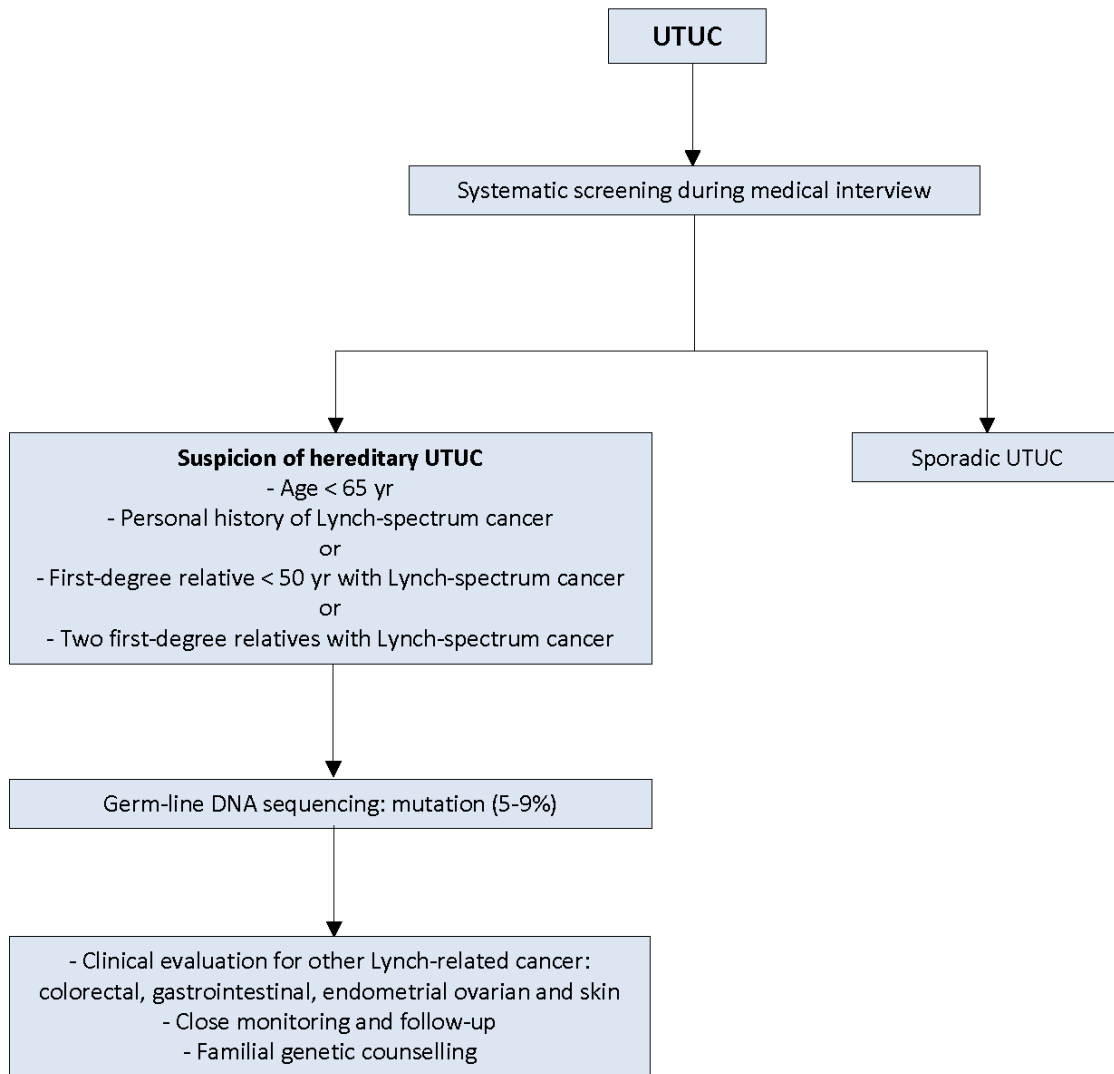 UTUC
Systematic screening during medical interview
Suspicion of hereditary UTUC
- Age < 65 yr
- Personal history of Lynch-spectrum cancer
or
- First-degree relative < 50 yr with Lynch-spectrum cancer
or
- Two first-degree relatives with Lynch-spectrum cancer
Sporadic UTUC
Germ-line DNA sequencing: mutation (5-9%)
- Clinical evaluation for other Lynch-related cancer:
colorectal, gastrointestinal, endometrial ovarian and skin
- Close monitoring and follow-up
- Familial genetic counselling